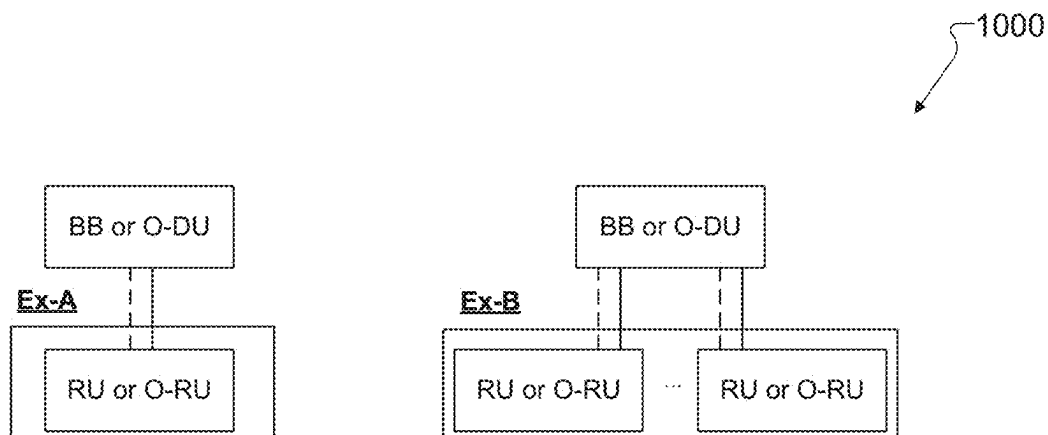 1000
BB or O-DU
BB or O-DU
Ex-A
Ex-B
RU or O-RU
RU or O-RU
...
RU or O-RU